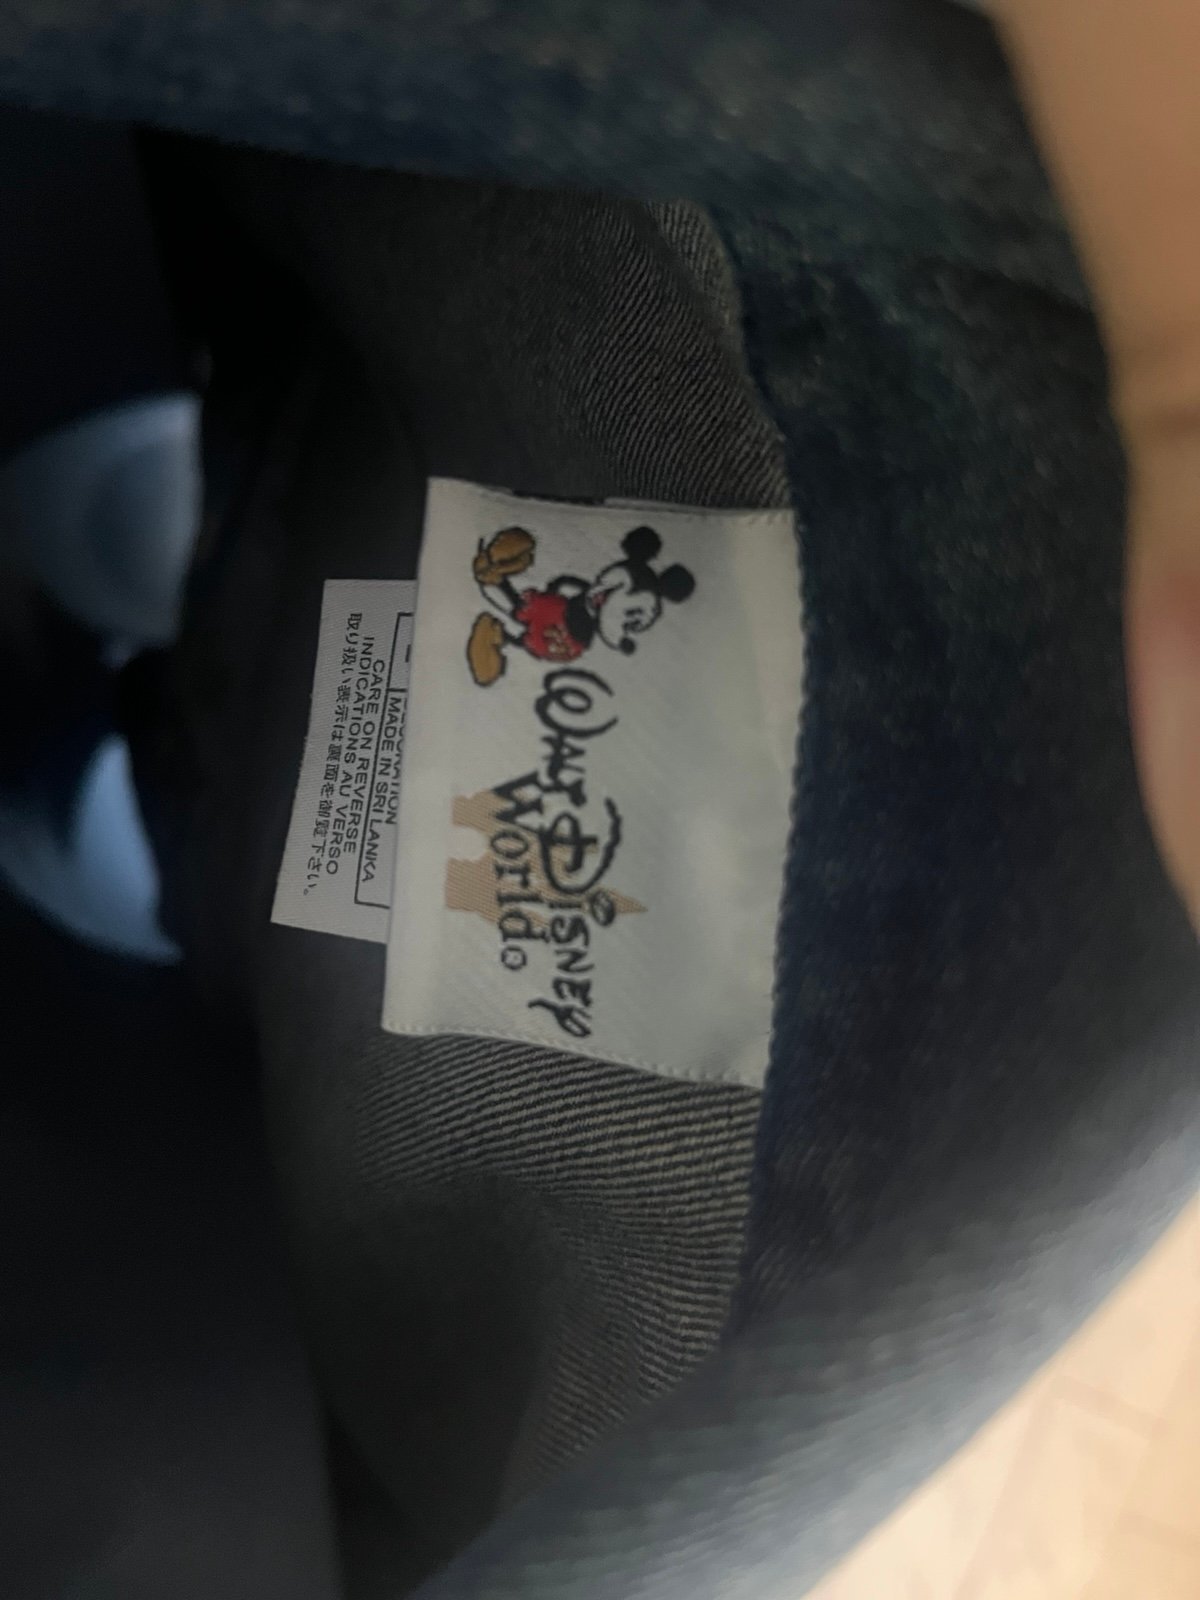 WALT DISNEY
World®
MADE IN SRI LANKA
CARE ON REVERSE
INDICATIONS AU VERSO
取り扱い表示は裏面を御覧下さい。